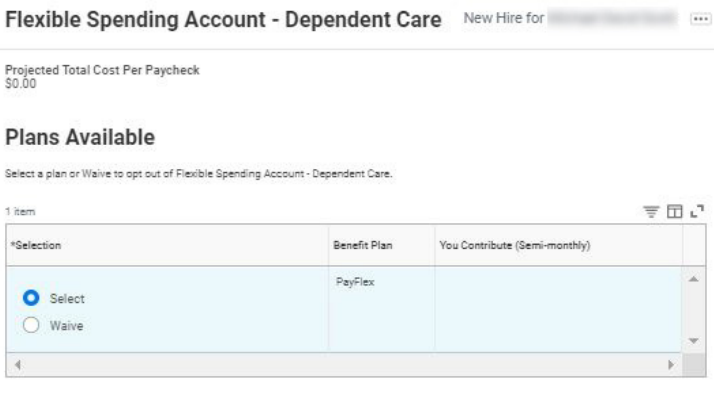 Flexible Spending Account - Dependent Care New Hire for
Projected Total Cost Per Paycheck
$0.00
Plans Available
Select a plan or Waive to opt out of Flexible Spending Account - Dependent Care.
1 item
*Selection Benefit Plan You Contribute (Semi-monthly)
Select PayFlex
Waive